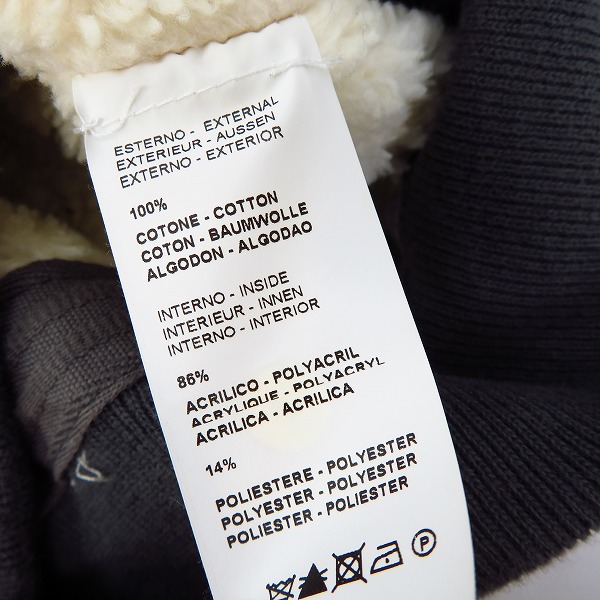 ESTERNO - EXTERNAL
EXTERIEUR - AUSSEN
EXTERNO - EXTERIOR
100%
COTONE - COTTON
COTON - BAUMWOLLE
ALGODON - ALGODAO
INTERNO - INSIDE
INTERIEUR - INNEN
INTERNO - INTERIOR
86%
ACRILICO - POLYACRIL
ACRYLIQUE - POLYACRYL
ACRILICA - ACRILICA
14%
POLIESTERE - POLYESTER
POLYESTER - POLYESTER
POLIESTER - POLIESTER
P